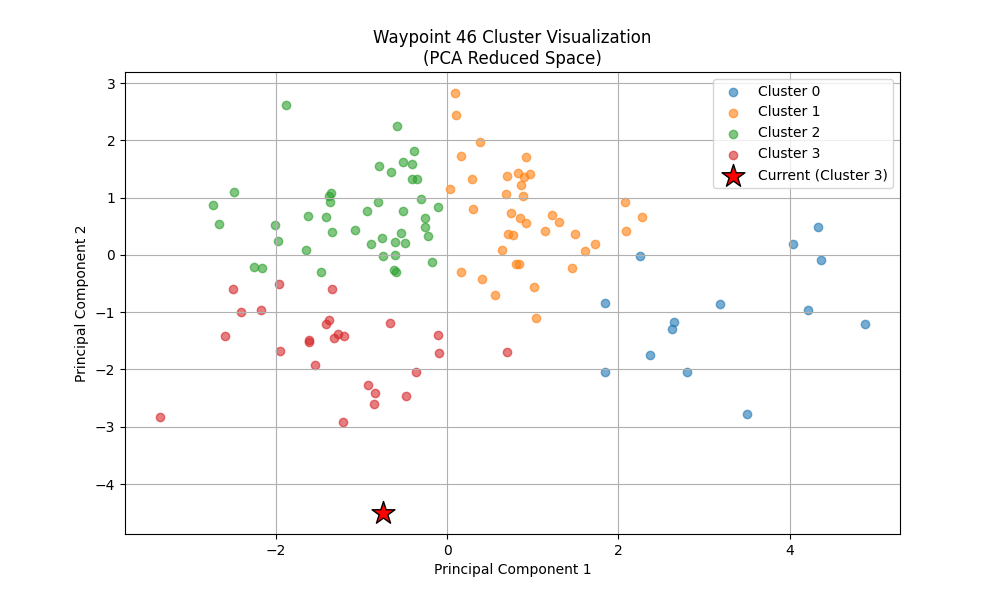 Waypoint 46 Cluster Visualization
(PCA Reduced Space)
Cluster 0
Cluster 1
Cluster 2
Cluster 3
Current (Cluster 3)
Principal Component 2
3
2
1
0
−1
−2
−3
−4
−2
0
2
4
Principal Component 1